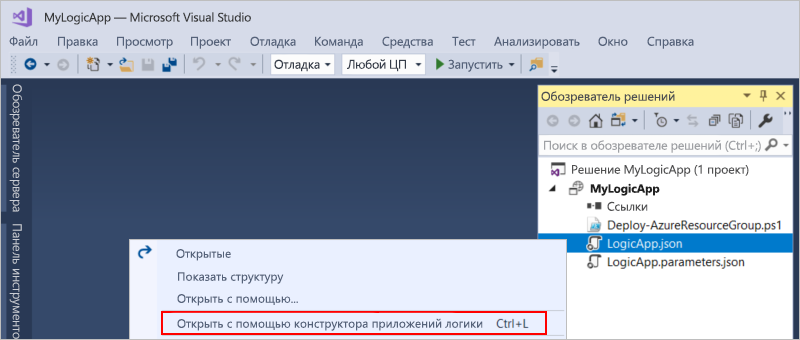 MyLogicApp — Microsoft Visual Studio
Файл Правка Просмотр Проект Отладка Команда Средства Тест Анализировать Окно Справка
Отладка Любой ЦП Запустить
Обозреватель сервера
Панель инструменто
Обозреватель решений
Поиск в обозревателе решений (Ctrl+;)
Решение MyLogicApp (1 проект)
MyLogicApp
Ссылки
Deploy-AzureResourceGroup.ps1
LogicApp.json
LogicApp.parameters.json
Открытые
Показать структуру
Открыть с помощью...
Открыть с помощью конструктора приложений логики Ctrl+L